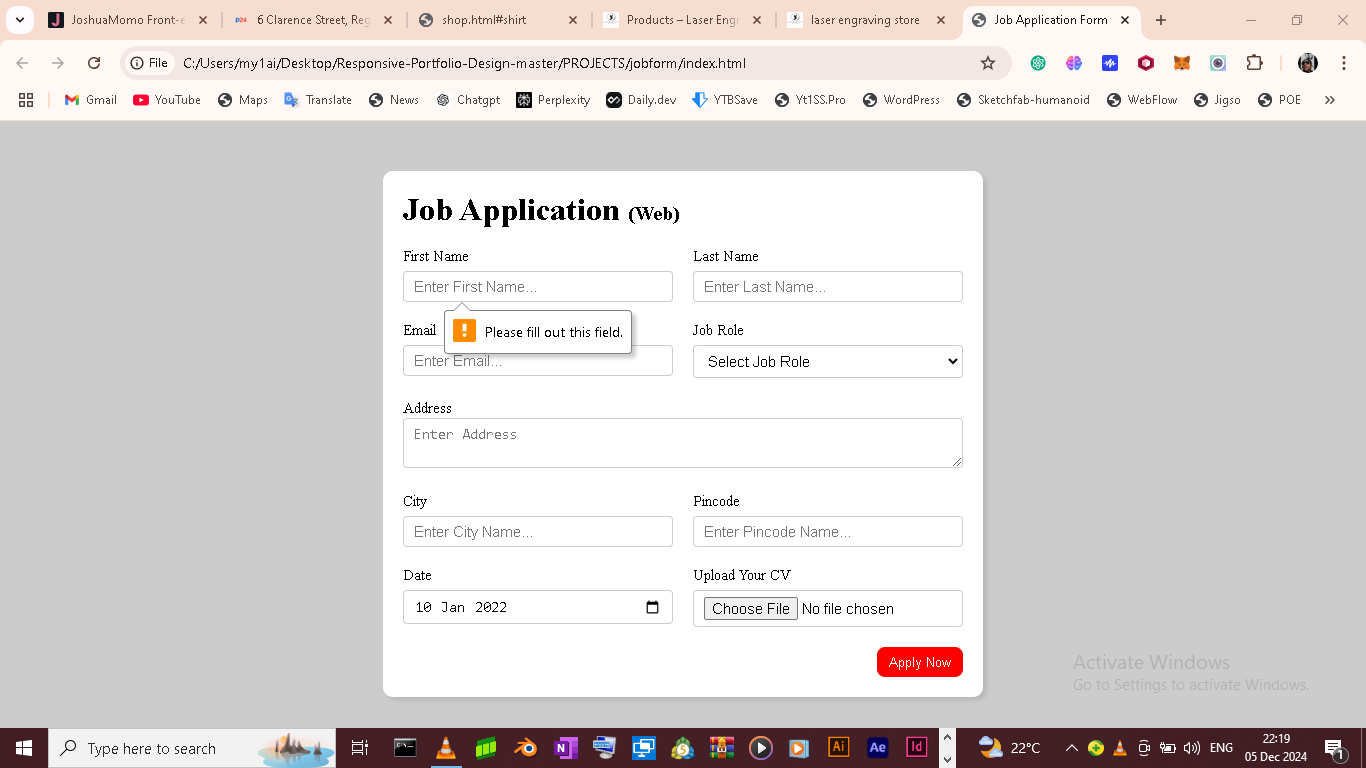 JoshuaMomo Front-e
P24 6 Clarence Street, Reg
shop.html#shirt
Products – Laser Engr
laser engraving store
Job Application Form
File C:/Users/my1ai/Desktop/Responsive-Portfolio-Design-master/PROJECTS/jobform/index.html
Gmail YouTube Maps Translate News Chatgpt Perplexity Daily.dev YTBSave Yt1SS.Pro WordPress Sketchfab-humanoid WebFlow Jigso POE
Job Application (Web)
First Name Last Name
Enter First Name... Enter Last Name...
Please fill out this field.
Email Job Role
Enter Email... Select Job Role
Address
Enter Address
City Pincode
Enter City Name... Enter Pincode Name...
Date Upload Your CV
10 Jan 2022 Choose File No file chosen
Apply Now
Activate Windows
Go to Settings to activate Windows.
Type here to search
N Ai Ae Id
22°C
ENG
22:19
05 Dec 2024
1